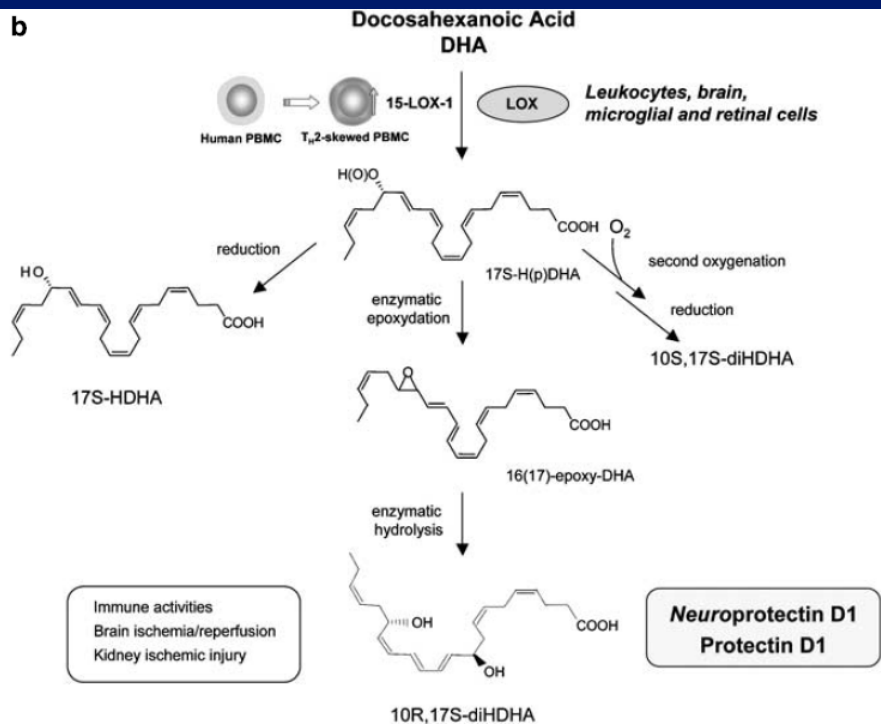 b
Docosahexanoic Acid
DHA
15-LOX-1
LOX
Leukocytes, brain,
microglial and retinal cells
Human PBMC
TH2-skewed PBMC
H(O)O
COOH
O2
17S-H(p)DHA
reduction
second oxygenation
enzymatic
epoxydation
reduction
HO
COOH
17S-HDHA
10S,17S-diHDHA
O
COOH
16(17)-epoxy-DHA
enzymatic
hydrolysis
Immune activities
Brain ischemia/reperfusion
Kidney ischemic injury
OH
COOH
OH
10R,17S-diHDHA
Neuroprotectin D1
Protectin D1